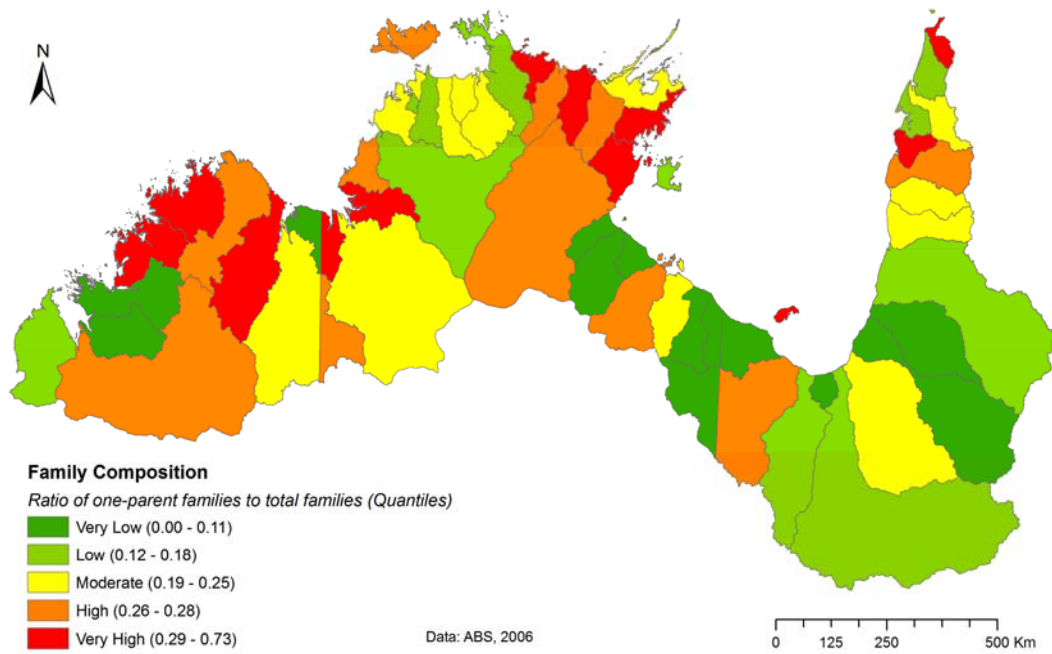 N
Family Composition
Ratio of one-parent families to total families (Quantiles)
Very Low (0.00 - 0.11)
Low (0.12 - 0.18)
Moderate (0.19 - 0.25)
High (0.26 - 0.28)
Very High (0.29 - 0.73)
Data: ABS, 2006
0 125 250 500 Km